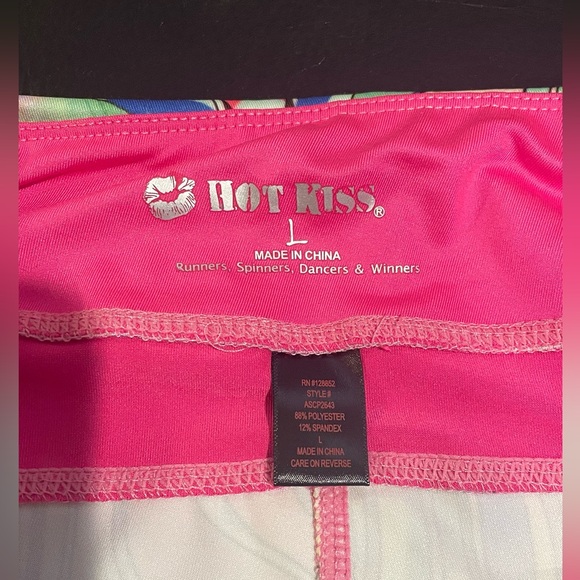 HOT KISS®
L
MADE IN CHINA
Runners, Spinners, Dancers & Winners
RN #128652
STYLE #
ASCP2543
88% POLYESTER
12% SPANDEX
L
MADE IN CHINA
CARE ON REVERSE